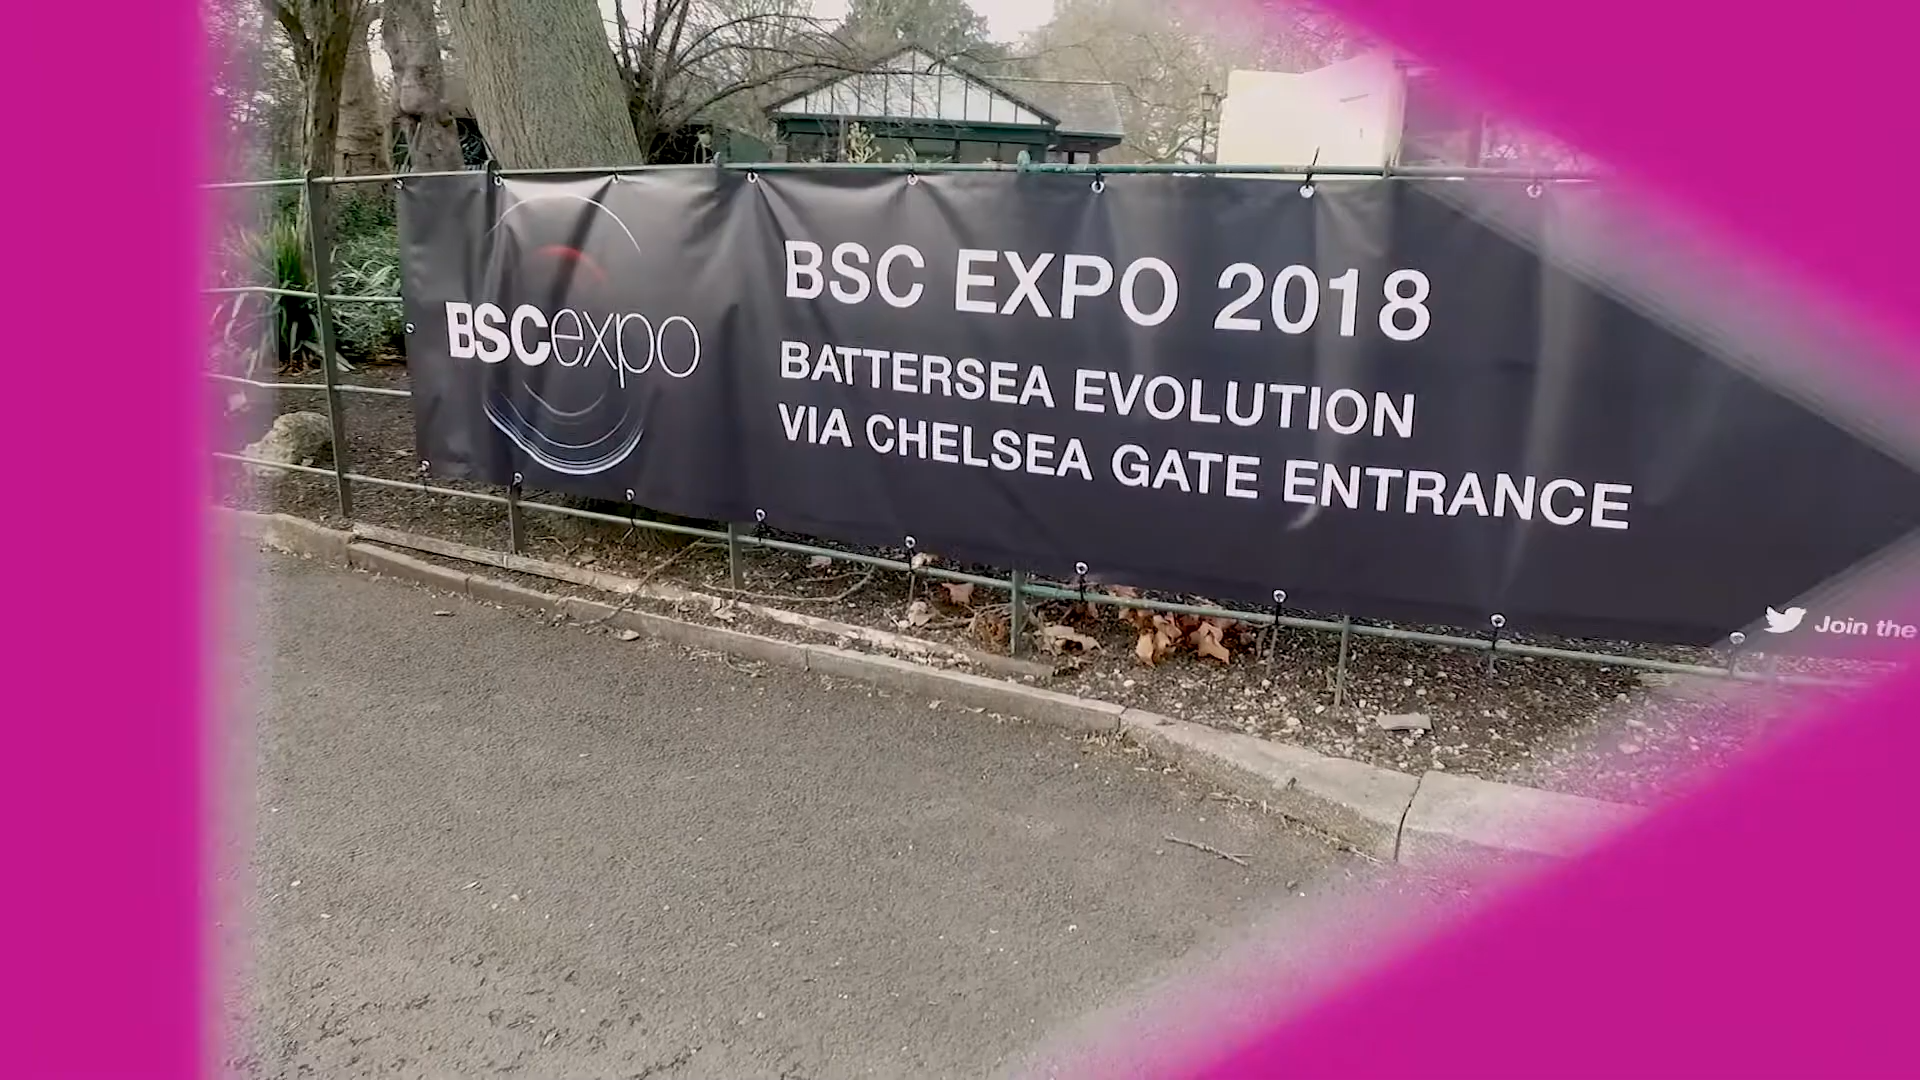 BSCexpo
BSC EXPO 2018
BATTERSEA EVOLUTION
VIA CHELSEA GATE ENTRANCE
Join the